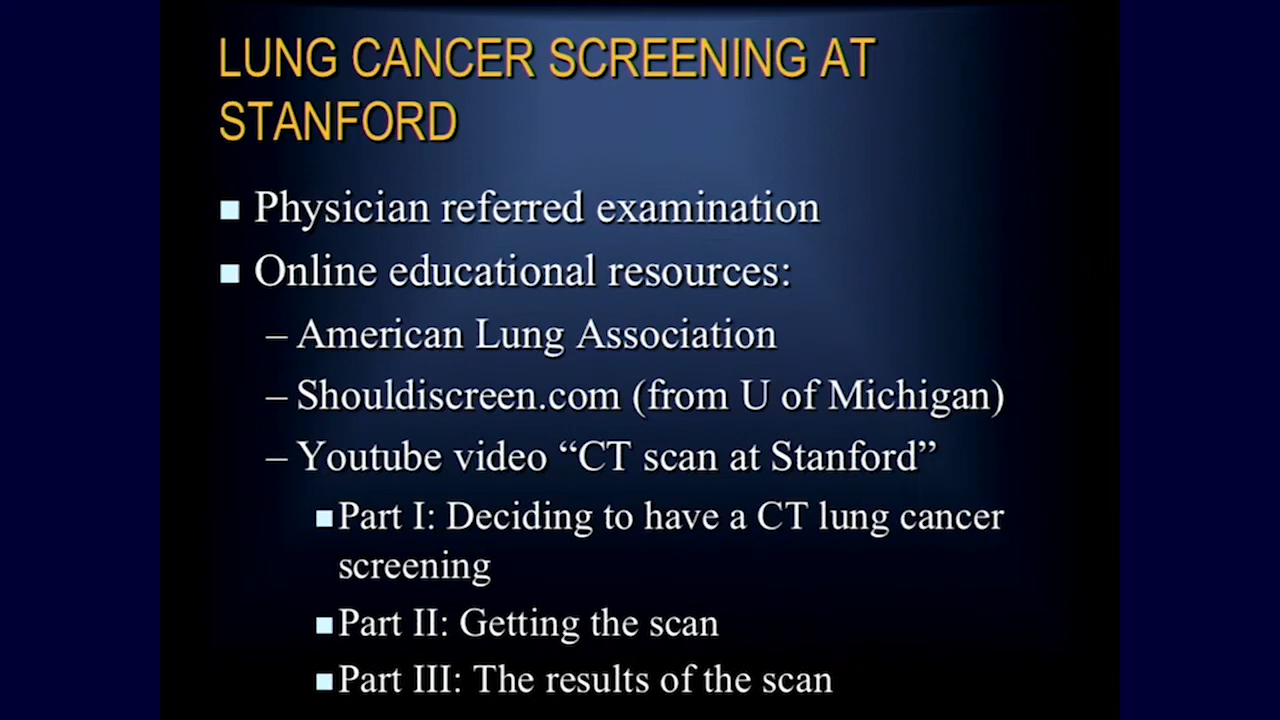 LUNG CANCER SCREENING AT
STANFORD
■ Physician referred examination
■ Online educational resources:
– American Lung Association
– Shouldiscreen.com (from U of Michigan)
– Youtube video “CT scan at Stanford”
■ Part I: Deciding to have a CT lung cancer
screening
■ Part II: Getting the scan
■ Part III: The results of the scan